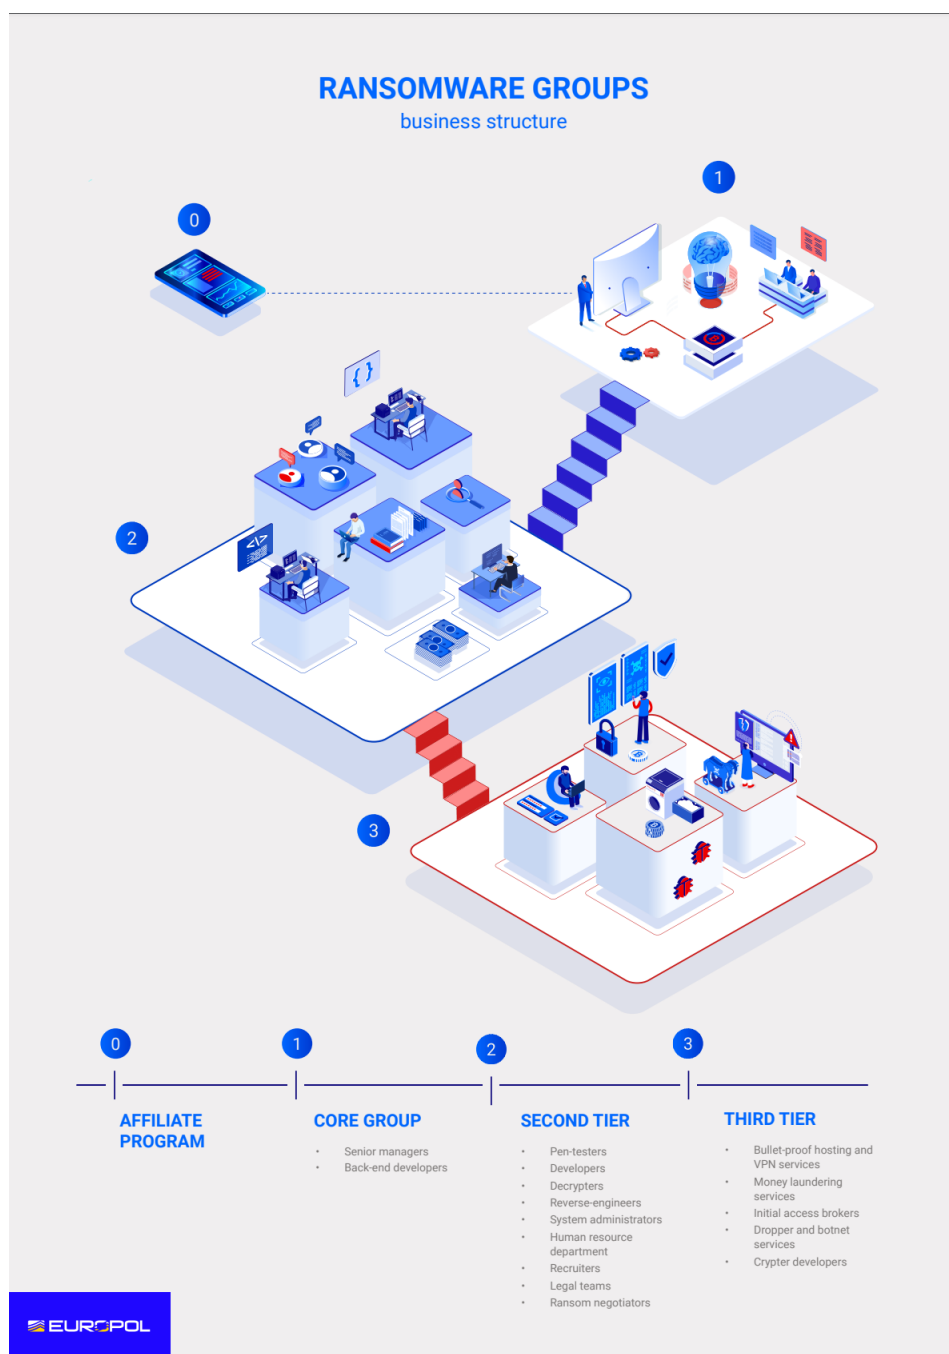 RANSOMWARE GROUPS
business structure
1
0
{ }
2
<\>
3
0
1
2
3
AFFILIATE
PROGRAM
CORE GROUP
• Senior managers
• Back-end developers
SECOND TIER
• Pen-testers
• Developers
• Decrypters
• Reverse-engineers
• System administrators
• Human resource
department
• Recruiters
• Legal teams
• Ransom negotiators
THIRD TIER
• Bullet-proof hosting and
VPN services
• Money laundering
services
• Initial access brokers
• Dropper and botnet
services
• Crypter developers
EUROPOL